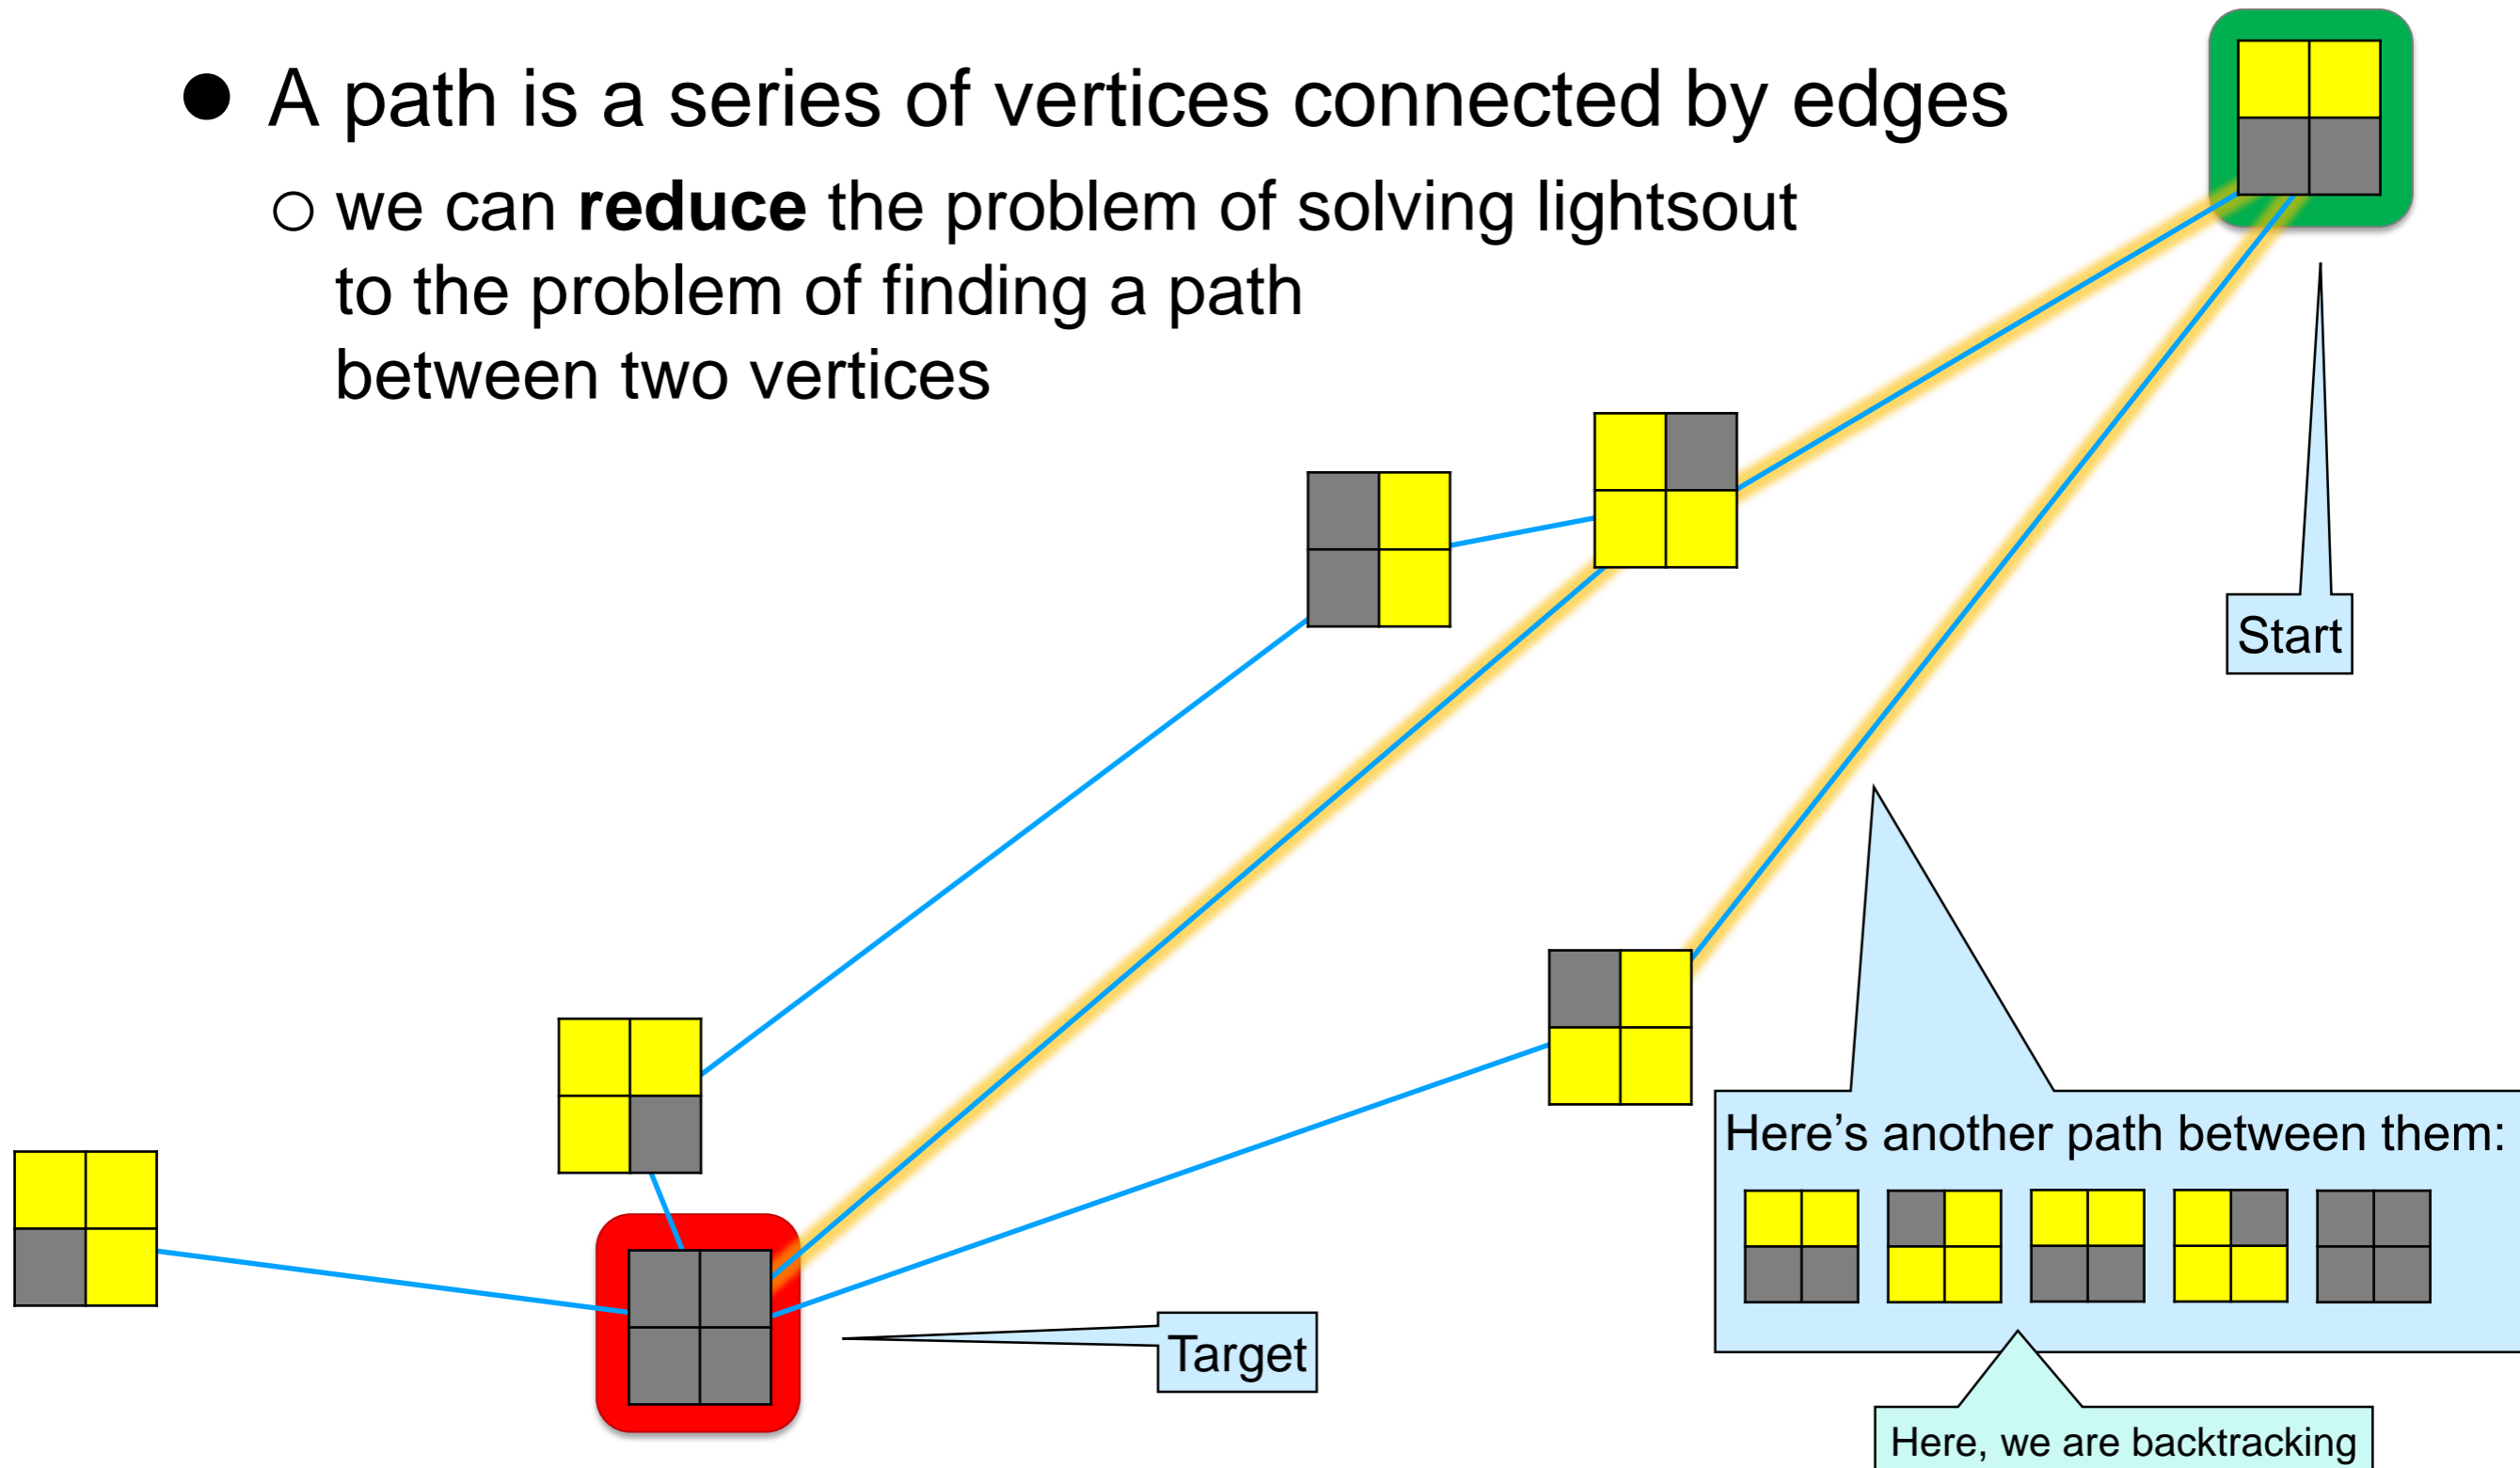 ● A path is a series of vertices connected by edges
○ we can reduce the problem of solving lightsout
to the problem of finding a path
between two vertices
Start
Here’s another path between them:
Target
Here, we are backtracking